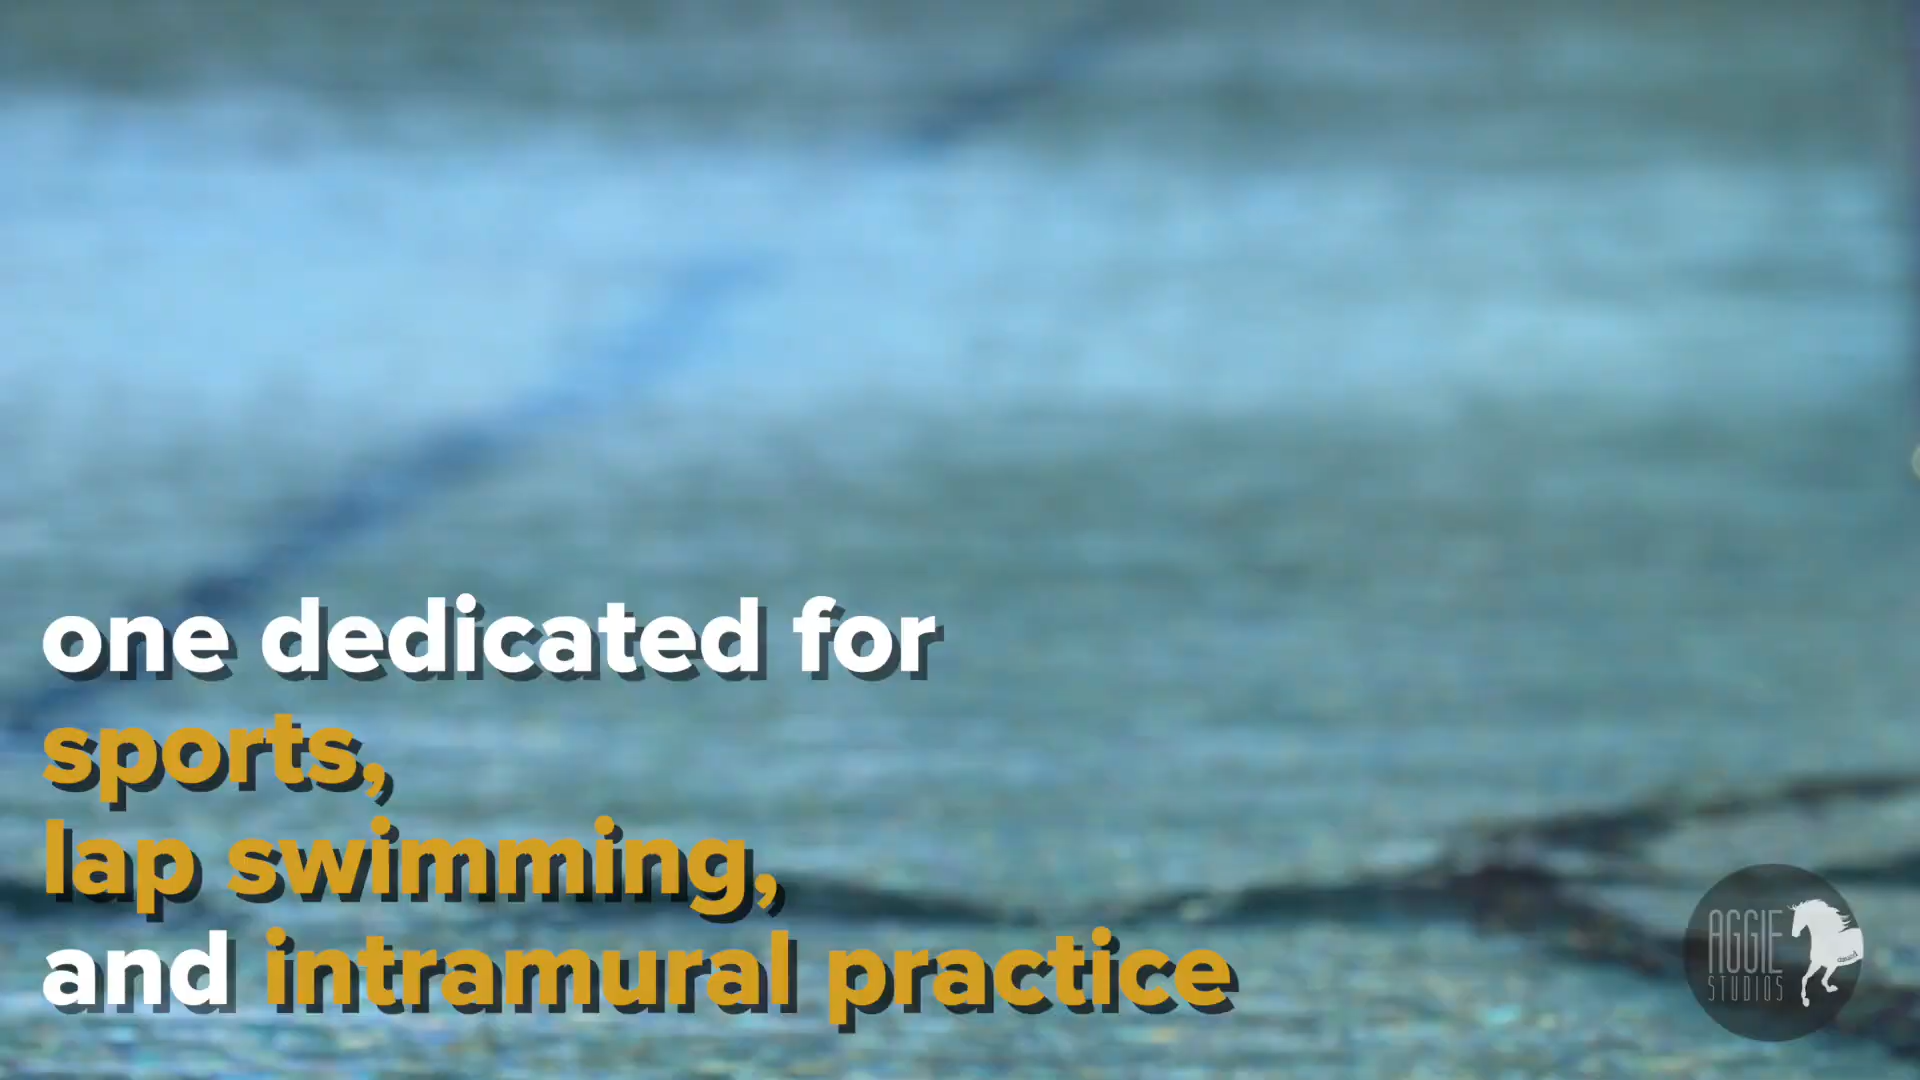 one dedicated for
sports,
lap swimming,
and intramural practice
AGGIE
STUDIOS